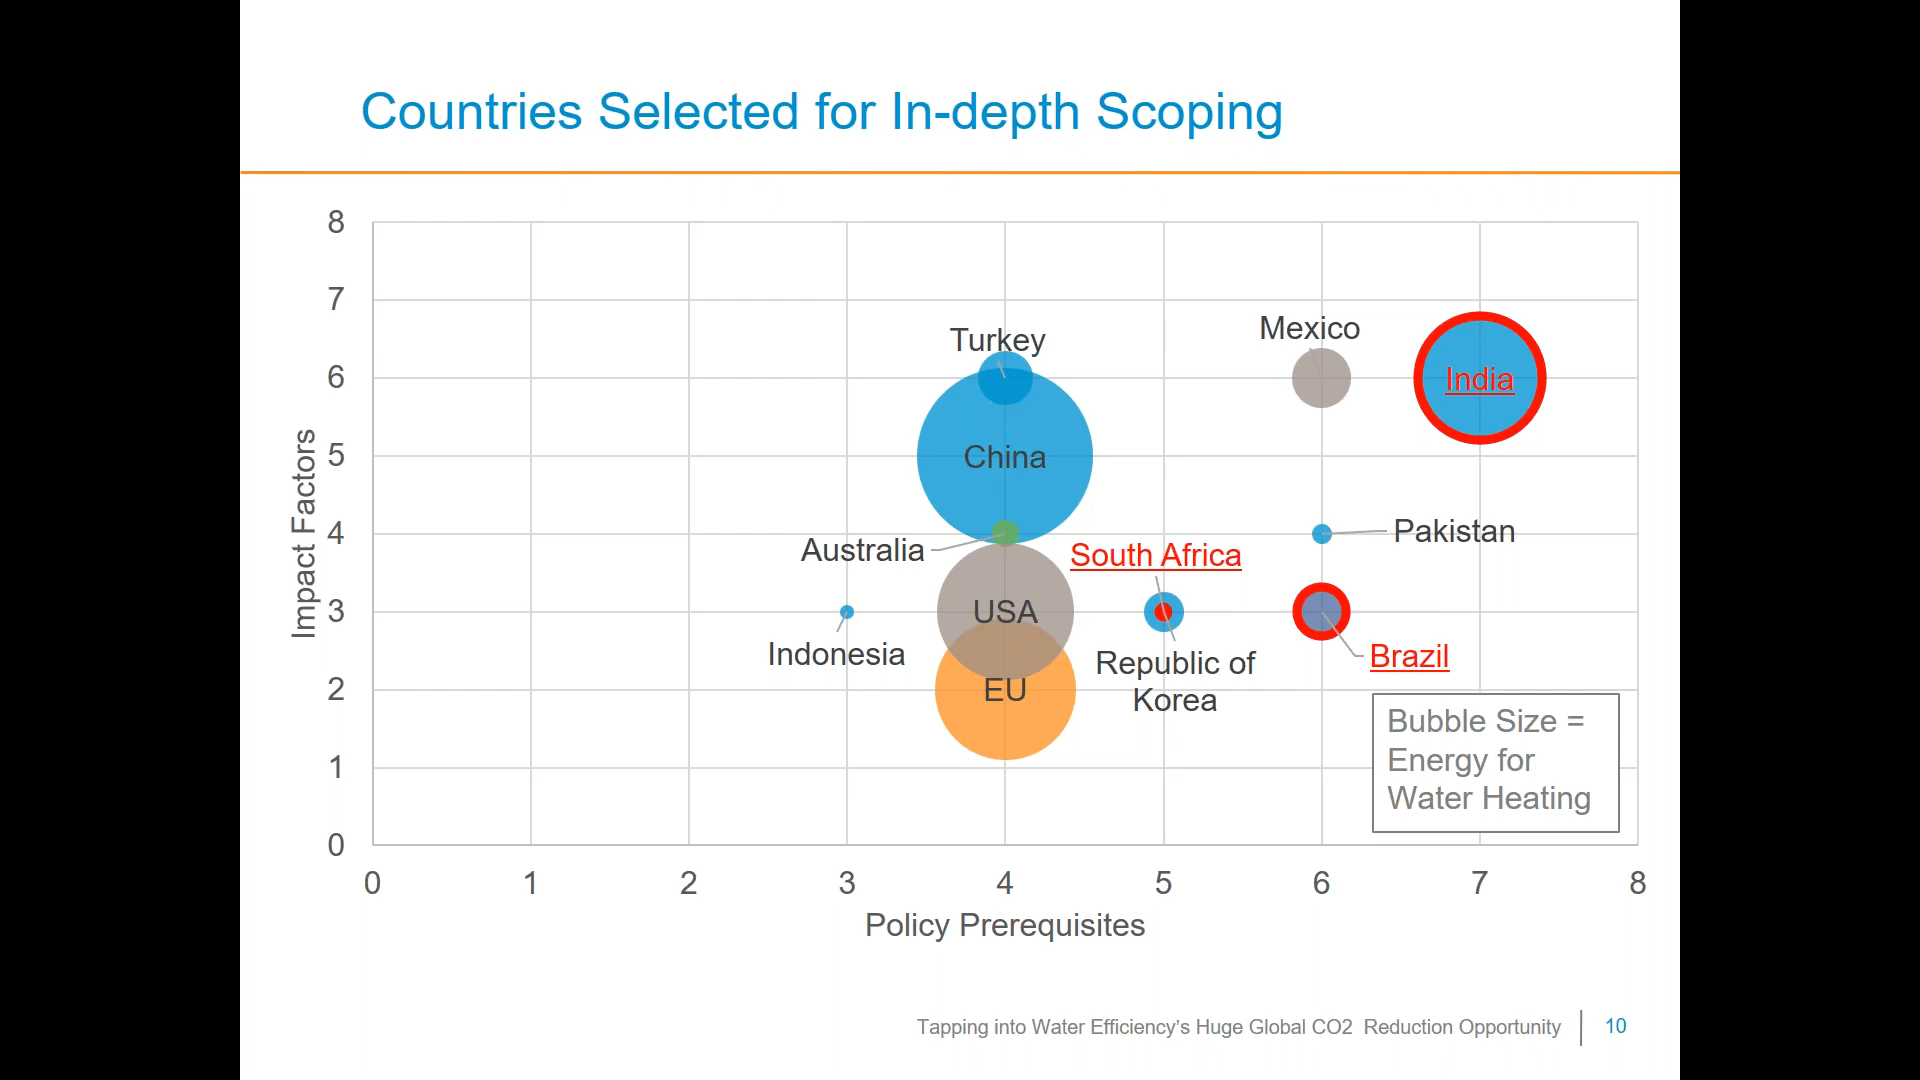 Countries Selected for In-depth Scoping
8
7
6
5
4
3
2
1
0
Impact Factors
Turkey
Mexico
India
China
Pakistan
Australia
South Africa
USA
Indonesia
Brazil
Republic of
Korea
EU
Bubble Size =
Energy for
Water Heating
0 1 2 3 4 5 6 7 8
Policy Prerequisites
Tapping into Water Efficiency’s Huge Global CO2 Reduction Opportunity 10